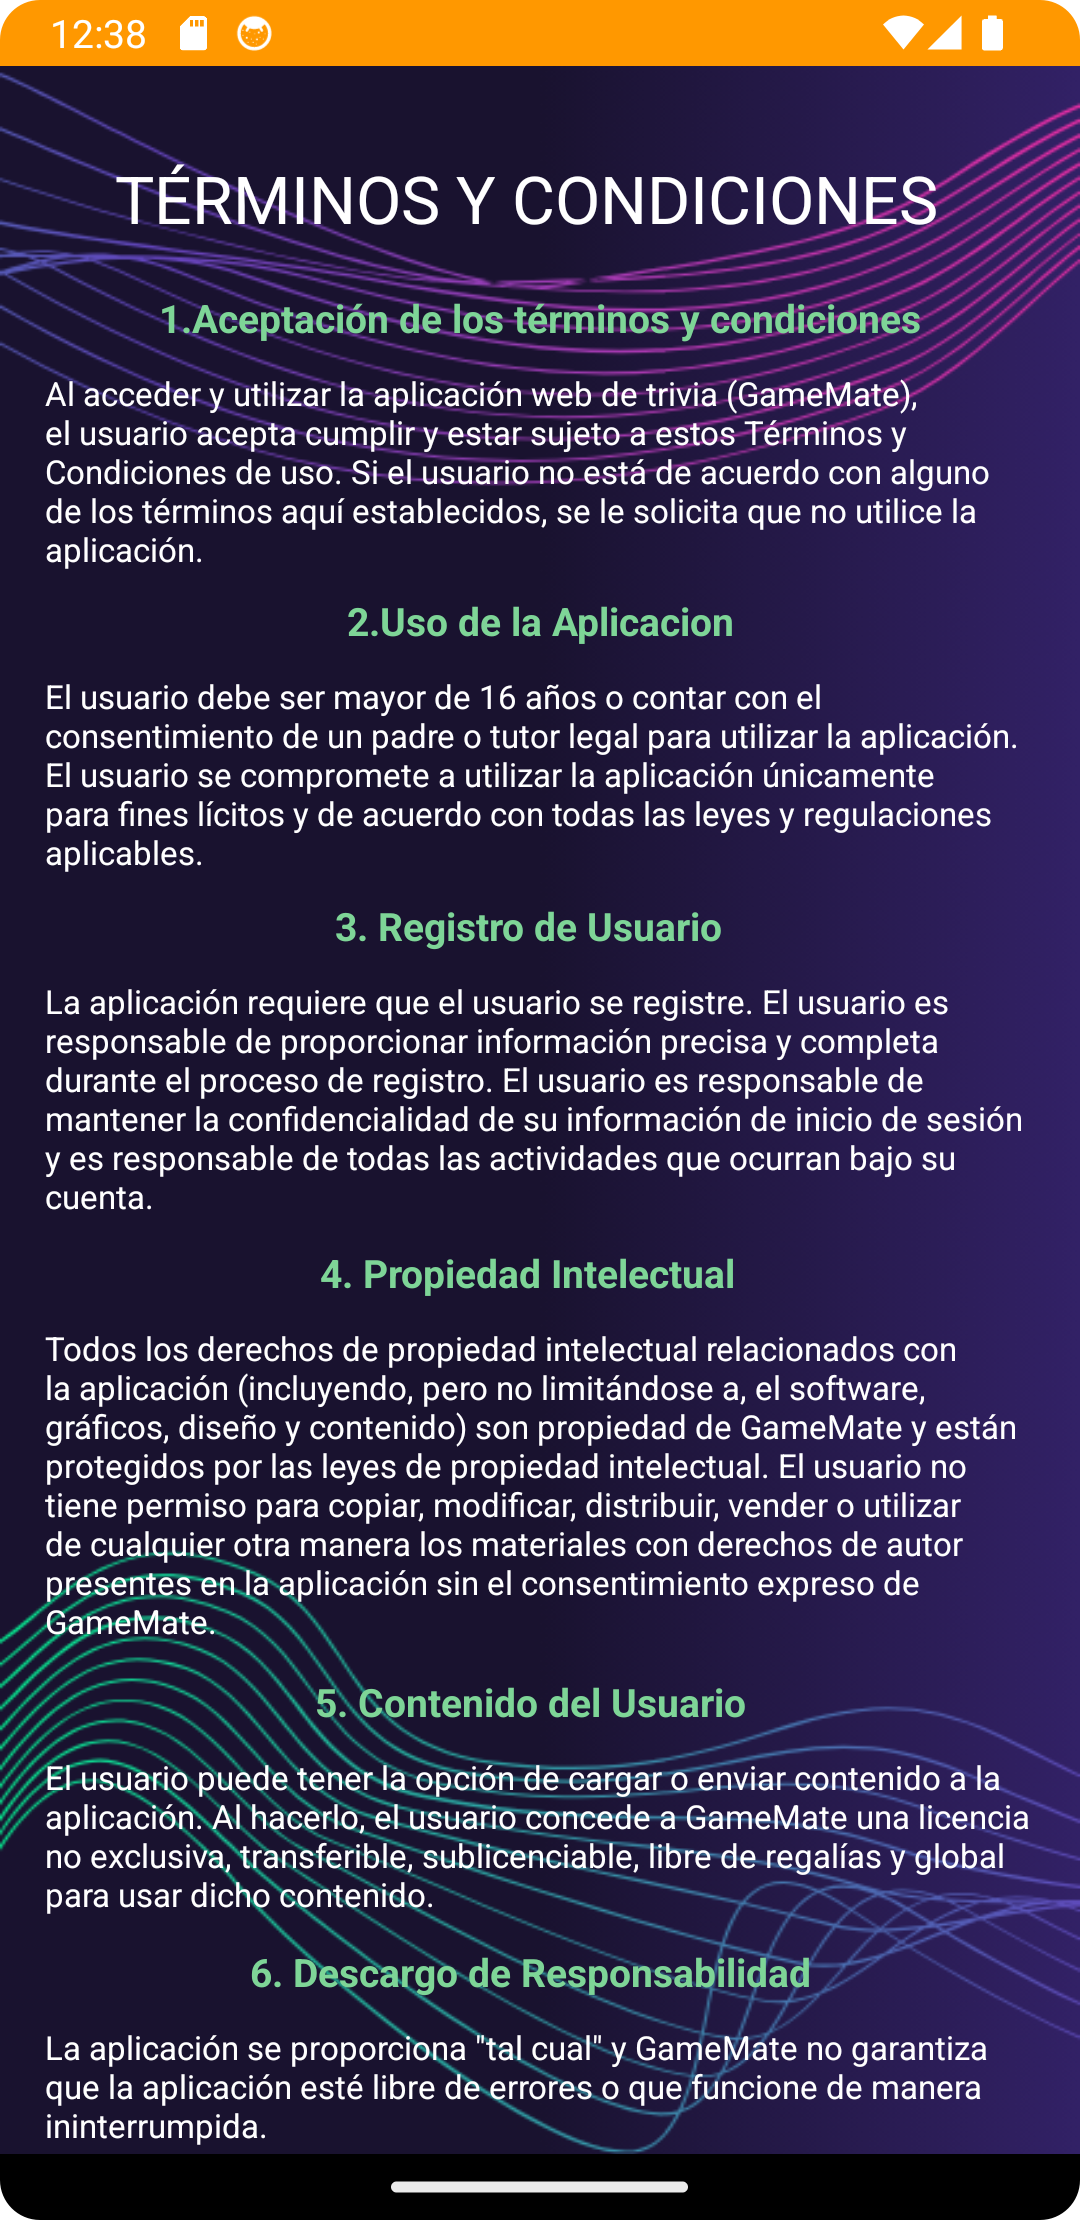 12:38
TÉRMINOS Y CONDICIONES
1.Aceptación de los términos y condiciones
Al acceder y utilizar la aplicación web de trivia (GameMate),
el usuario acepta cumplir y estar sujeto a estos Términos y
Condiciones de uso. Si el usuario no está de acuerdo con alguno
de los términos aquí establecidos, se le solicita que no utilice la
aplicación.
2.Uso de la Aplicacion
El usuario debe ser mayor de 16 años o contar con el
consentimiento de un padre o tutor legal para utilizar la aplicación.
El usuario se compromete a utilizar la aplicación únicamente
para fines lícitos y de acuerdo con todas las leyes y regulaciones
aplicables.
3. Registro de Usuario
La aplicación requiere que el usuario se registre. El usuario es
responsable de proporcionar información precisa y completa
durante el proceso de registro. El usuario es responsable de
mantener la confidencialidad de su información de inicio de sesión
y es responsable de todas las actividades que ocurran bajo su
cuenta.
4. Propiedad Intelectual
Todos los derechos de propiedad intelectual relacionados con
la aplicación (incluyendo, pero no limitándose a, el software,
gráficos, diseño y contenido) son propiedad de GameMate y están
protegidos por las leyes de propiedad intelectual. El usuario no
tiene permiso para copiar, modificar, distribuir, vender o utilizar
de cualquier otra manera los materiales con derechos de autor
presentes en la aplicación sin el consentimiento expreso de
GameMate.
5. Contenido del Usuario
El usuario puede tener la opción de cargar o enviar contenido a la
aplicación. Al hacerlo, el usuario concede a GameMate una licencia
no exclusiva, transferible, sublicenciable, libre de regalías y global
para usar dicho contenido.
6. Descargo de Responsabilidad
La aplicación se proporciona "tal cual" y GameMate no garantiza
que la aplicación esté libre de errores o que funcione de manera
ininterrumpida.